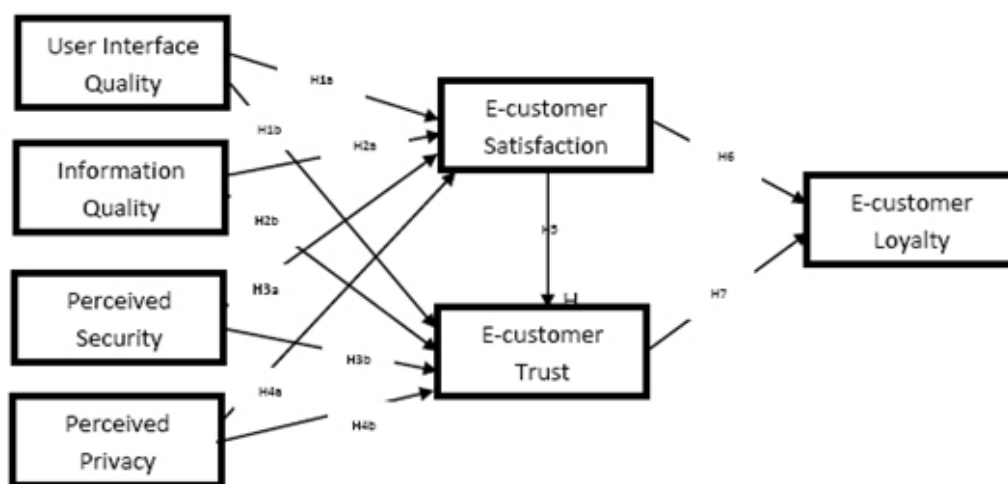 User Interface
Quality
Information
Quality
Perceived
Security
Perceived
Privacy
H1a
H1b
H2a
H2b
H3a
H3b
H4a
H4b
E-customer
Satisfaction
H5
H
E-customer
Trust
H6
H7
E-customer
Loyalty